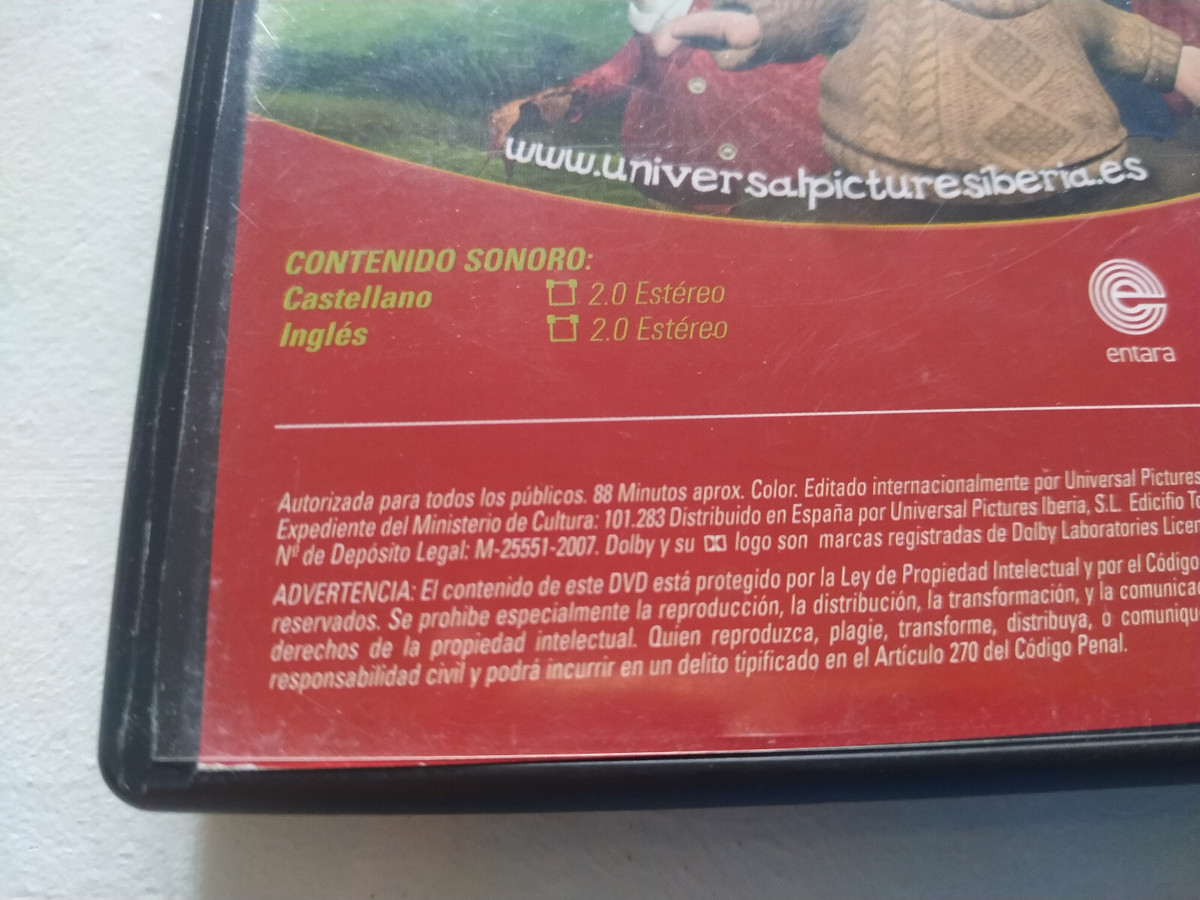 www.universalpicturesiberia.es
CONTENIDO SONORO:
Castellano 2.0 Estéreo
Inglés 2.0 Estéreo
e
entara
Autorizada para todos los públicos. 88 Minutos aprox. Color. Editado internacionalmente por Universal Pictures
Expediente del Ministerio de Cultura: 101.283 Distribuido en España por Universal Pictures Iberia, S.L. Edificio
Nº de Depósito Legal: M-25551-2007. Dolby y su logo son marcas registradas de Dolby Laboratories
ADVERTENCIA: El contenido de este DVD está protegido por la Ley de Propiedad Intelectual y por el Código
reservados. Se prohibe especialmente la reproducción, la distribución, la transformación, y la
derechos de la propiedad intelectual. Quien reproduzca, plagie, transforme, distribuya, o
responsabilidad civil y podrá incurrir en un delito tipificado en el Artículo 270 del Código Penal.